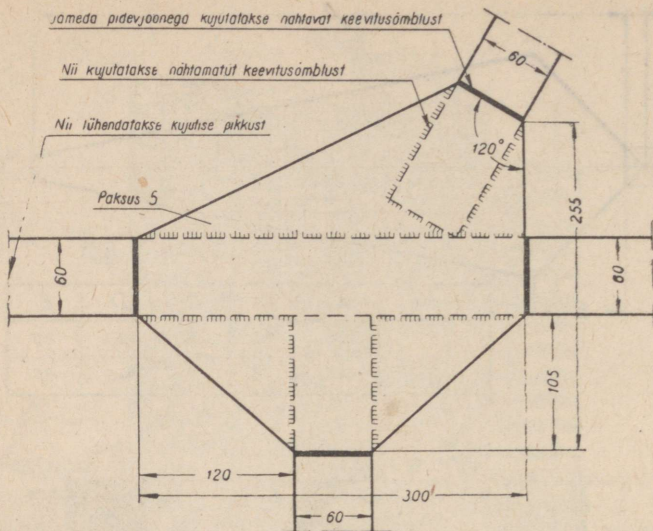 Jameda pidevjoonega kujutatakse nähtavat keevitusõmblust
Nii kujutatakse nähtamatut keevitusõmblust
Nii lühendatakse kujutise pikkust
60
120°
Paksus 5
255
60
60
105
120
300
60